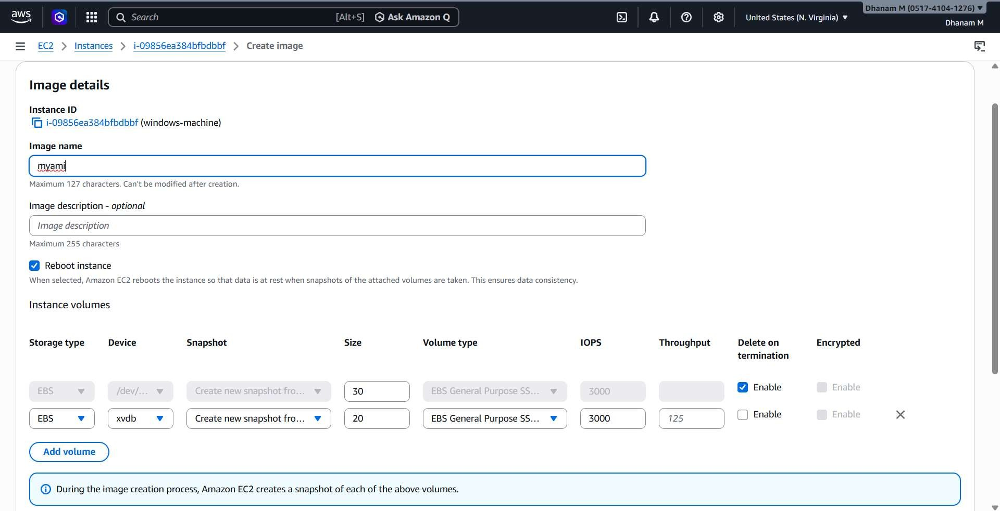 aws
Search [Alt+S] Ask Amazon Q
United States (N. Virginia)
Dhanam M (0517-4104-1276)
Dhanam M
EC2 Instances i-09856ea384bfbdbbf Create image
Image details
Instance ID
i-09856ea384bfbdbbf (windows-machine)
Image name
myami
Maximum 127 characters. Can't be modified after creation.
Image description - optional
Image description
Maximum 255 characters
Reboot instance
When selected, Amazon EC2 reboots the instance so that data is at rest when snapshots of the attached volumes are taken. This ensures data consistency.
Instance volumes
Storage type Device Snapshot Size Volume type IOPS Throughput Delete on termination Encrypted
EBS /dev/... Create new snapshot fro... 30 EBS General Purpose SS... 3000 Enable Enable
EBS xvdb Create new snapshot fro... 20 EBS General Purpose SS... 3000 125 Enable Enable
Add volume
During the image creation process, Amazon EC2 creates a snapshot of each of the above volumes.